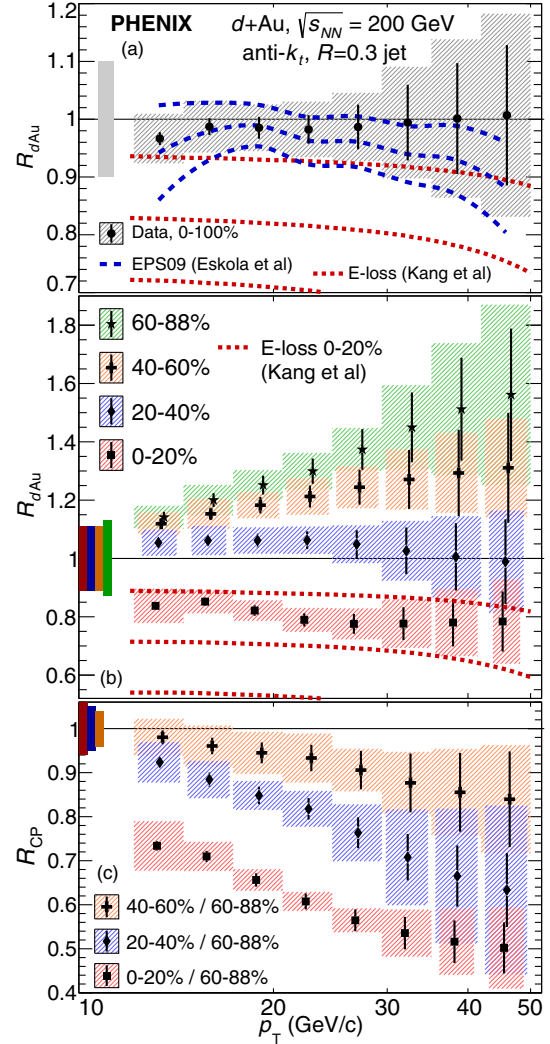 PHENIX
d+Au, √s_NN = 200 GeV
(a)
anti-k_t, R=0.3 jet
1.2
1.1
1
0.9
0.8
0.7
R_dAu
Data, 0-100%
EPS09 (Eskola et al)
E-loss (Kang et al)
60-88%
40-60%
20-40%
0-20%
E-loss 0-20%
(Kang et al)
1.8
1.6
1.4
1.2
1
0.8
0.6
R_dAu
(b)
1
0.9
0.8
0.7
0.6
0.5
0.4
R_CP
(c)
40-60% / 60-88%
20-40% / 60-88%
0-20% / 60-88%
10
20
30
40
50
p_T (GeV/c)